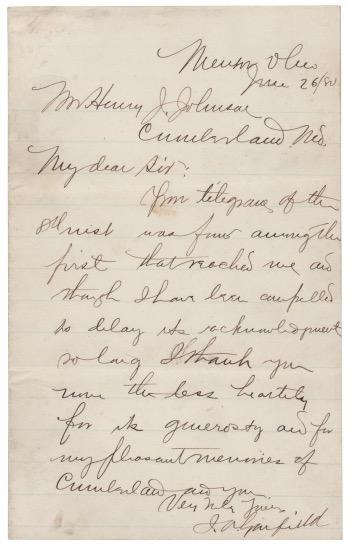 Mentor Ohio
June 26/80
Mr Henry J. Johnson
Cumberland, Md.
My dear Sir:
Your telegram of the
8th inst was found among the
first that reached me and
though I have been compelled
to delay its acknowledgment
so long I thank you
none the less heartily
for its generosity and for
my pleasant memories of
Cumberland and you
Very truly yours
J. A. Garfield